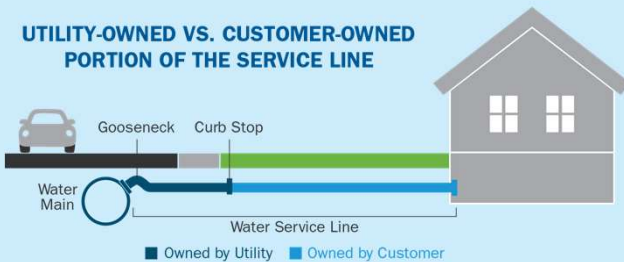 UTILITY-OWNED VS. CUSTOMER-OWNED
PORTION OF THE SERVICE LINE
Gooseneck
Curb Stop
Water
Main
Water Service Line
Owned by Utility
Owned by Customer